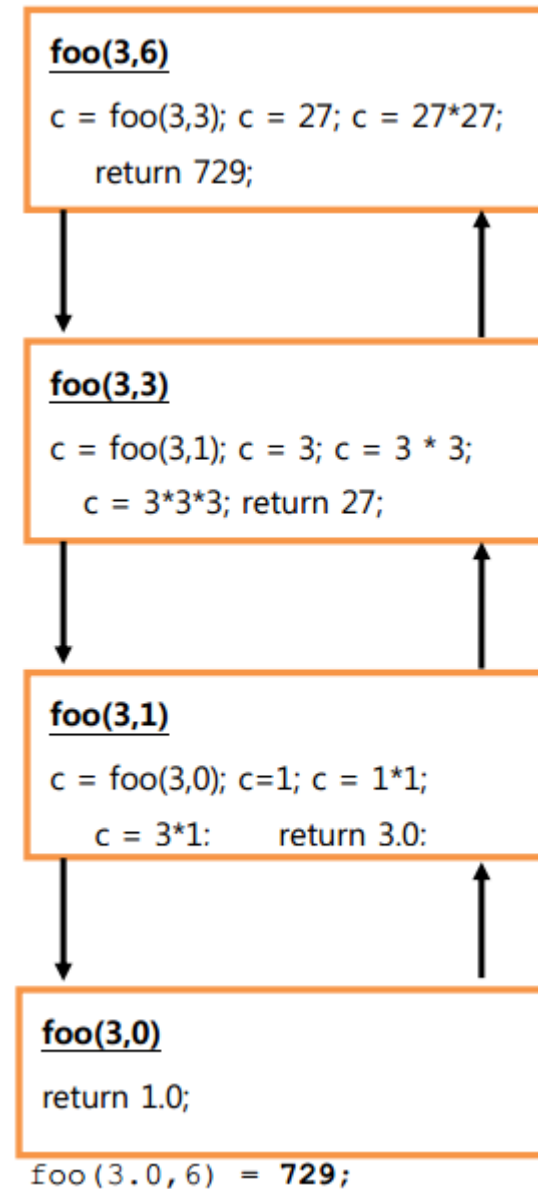 foo(3,6)
c = foo(3,3); c = 27; c = 27*27;
return 729;
foo(3,3)
c = foo(3,1); c = 3; c = 3 * 3;
c = 3*3*3; return 27;
foo(3,1)
c = foo(3,0); c=1; c = 1*1;
c = 3*1: return 3.0:
foo(3,0)
return 1.0;
foo(3.0,6) = 729;